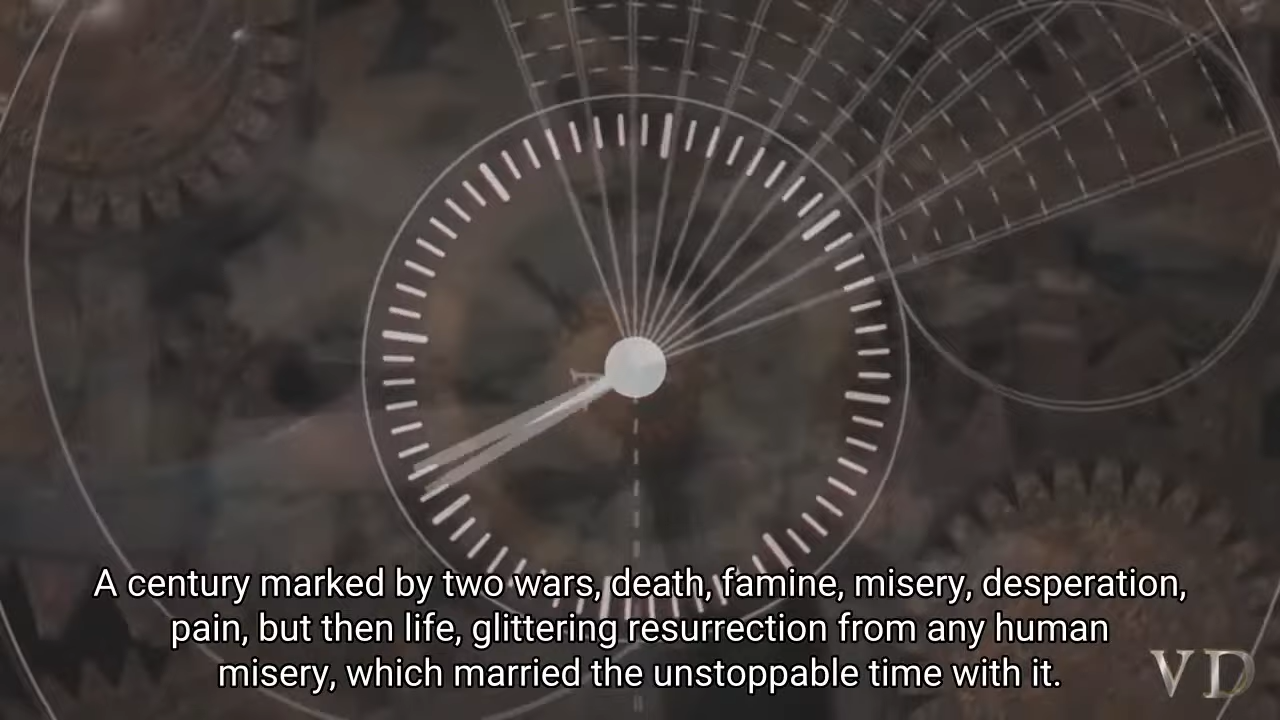 A century marked by two wars, death, famine, misery, desperation,
pain, but then life, glittering resurrection from any human
misery, which married the unstoppable time with it.
VD